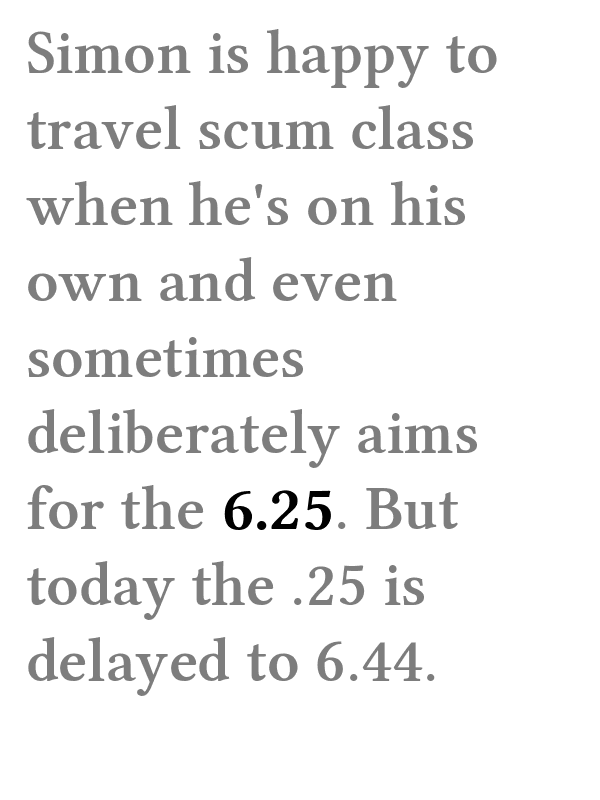 Simon is happy to
travel scum class
when he's on his
own and even
sometimes
deliberately aims
for the 6.25. But
today the .25 is
delayed to 6.44.